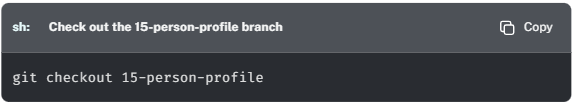 sh: Check out the 15-person-profile branch Copy
git checkout 15-person-profile